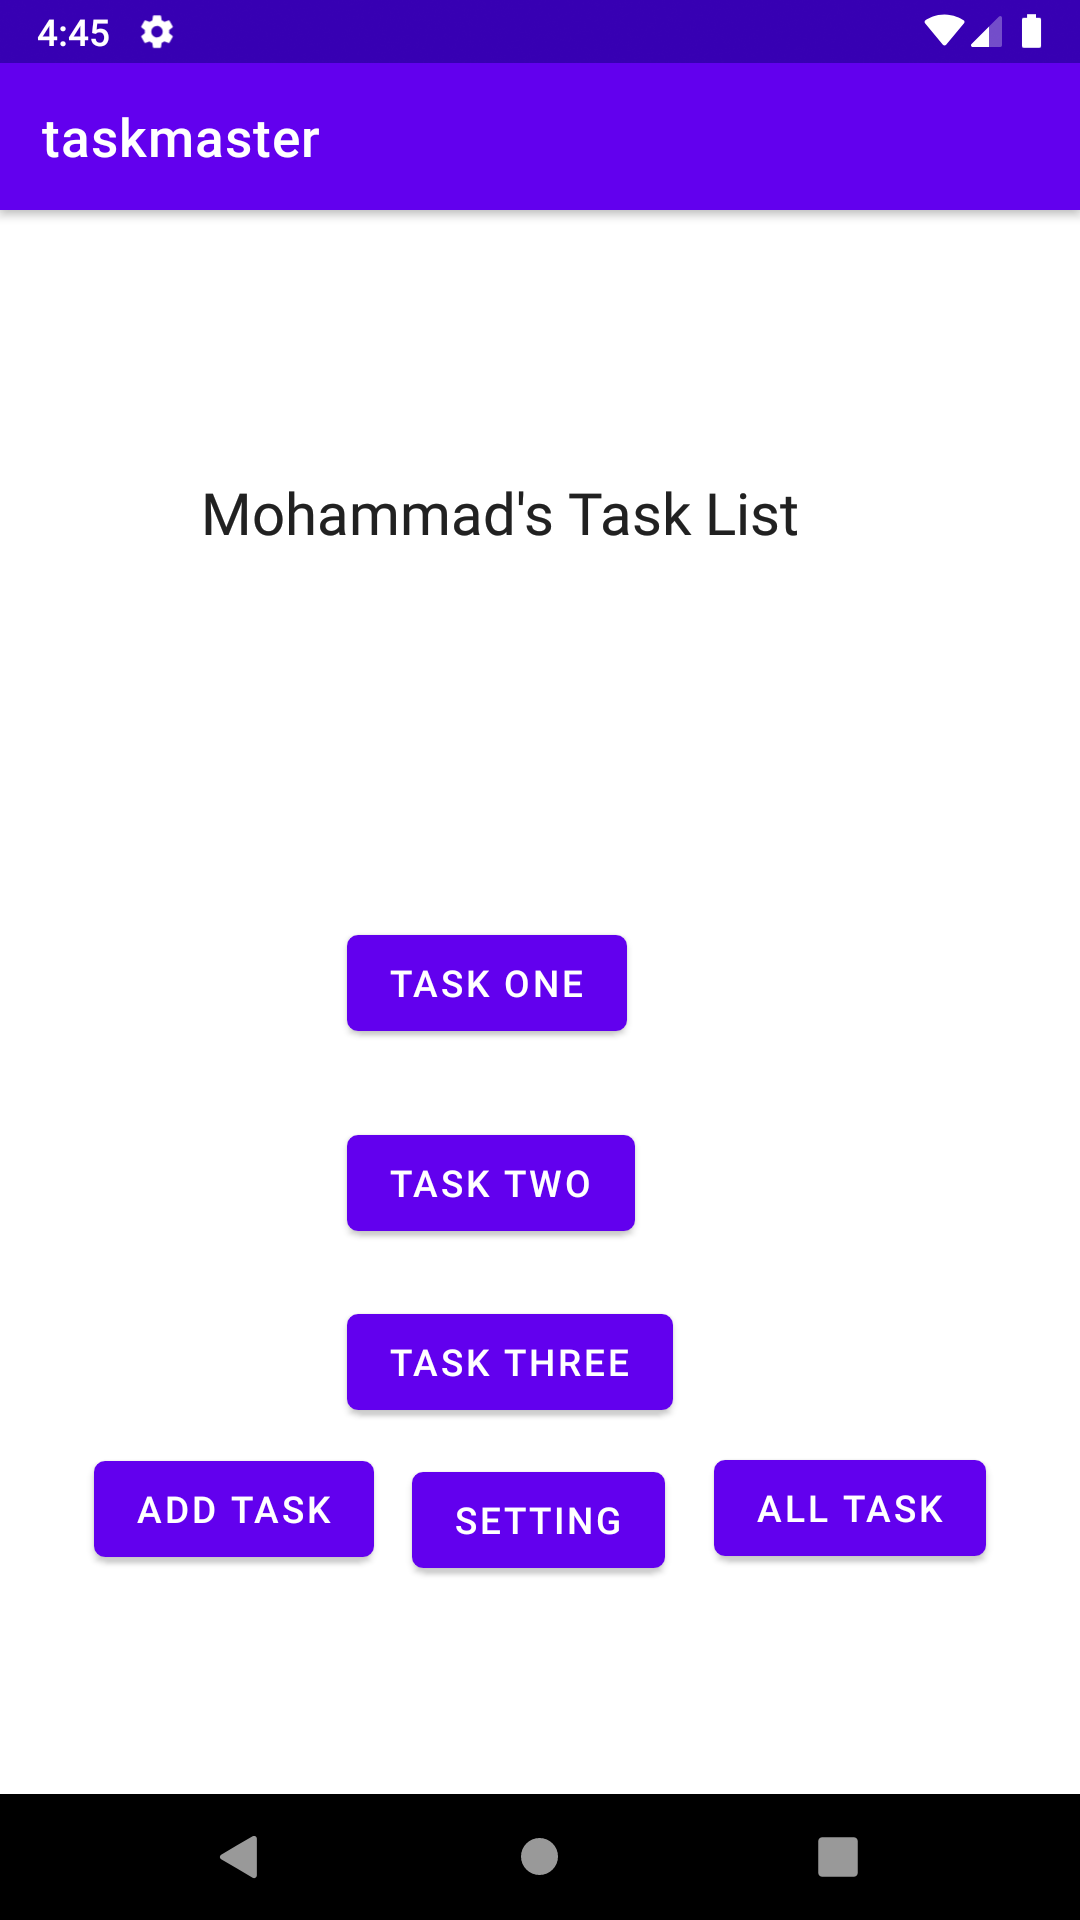 4:45
taskmaster
Mohammad's Task List
TASK ONE
TASK TWO
TASK THREE
ADD TASK
SETTING
ALL TASK